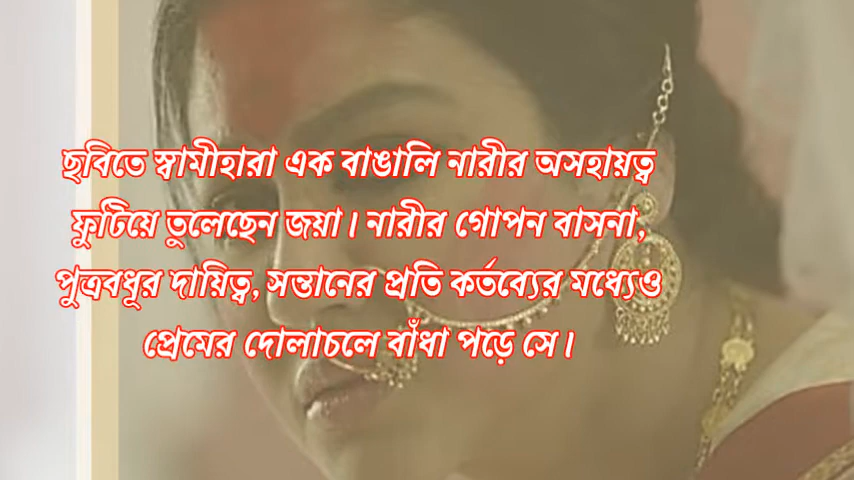 ছবিতে স্বামীহারা এক বাঙালি নারীর অসহায়ত্ব
ফুটিয়ে তুলেছেন জয়া। নারীর গোপন বাসনা,
পুত্রবধূর দায়িত্ব, সন্তানের প্রতি কর্তব্যের মধ্যেও
প্রেমের দোলাচলে বাঁধা পড়ে সে।